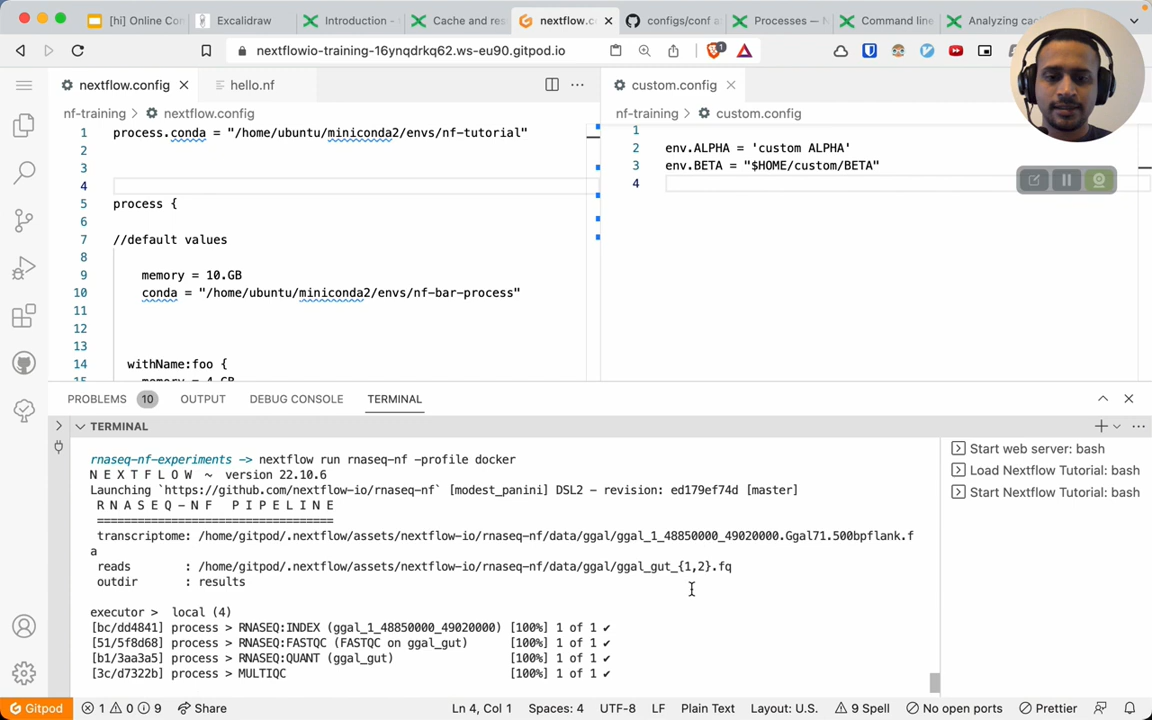 [hi] Online Co
Excalidraw
Introduction -
Cache and res
nextflow.co
configs/conf a
Processes — N
Command line
Analyzing cac
nextflowio-training-16ynqdrkq62.ws-eu90.gitpod.io
1
nextflow.config
hello.nf
custom.config
nf-training > nextflow.config
nf-training > custom.config
1 process.conda = "/home/ubuntu/miniconda2/envs/nf-tutorial"
2
3
4
5 process {
6
7 //default values
8
9 memory = 10.GB
10 conda = "/home/ubuntu/miniconda2/envs/nf-bar-process"
11
12
13
14 withName:foo {
15 memory = 4.GB
1
2 env.ALPHA = 'custom ALPHA'
3 env.BETA = "$HOME/custom/BETA"
4
PROBLEMS 10 OUTPUT DEBUG CONSOLE TERMINAL
TERMINAL
rnaseq-nf-experiments -> nextflow run rnaseq-nf -profile docker
N E X T F L O W ~ version 22.10.6
Launching `https://github.com/nextflow-io/rnaseq-nf` [modest_panini] DSL2 - revision: ed179ef74d [master]
R N A S E Q - N F   P I P E L I N E
===================================
transcriptome: /home/gitpod/.nextflow/assets/nextflow-io/rnaseq-nf/data/ggal/ggal_1_48850000_49020000.Ggal71.500bpflank.f
a
reads : /home/gitpod/.nextflow/assets/nextflow-io/rnaseq-nf/data/ggal/ggal_gut_{1,2}.fq
outdir : results
executor > local (4)
[bc/dd4841] process > RNASEQ:INDEX (ggal_1_48850000_49020000) [100%] 1 of 1 ✔
[51/5f8d68] process > RNASEQ:FASTQC (FASTQC on ggal_gut) [100%] 1 of 1 ✔
[b1/3aa3a5] process > RNASEQ:QUANT (ggal_gut) [100%] 1 of 1 ✔
[3c/d7322b] process > MULTIQC [100%] 1 of 1 ✔
Start web server: bash
Load Nextflow Tutorial: bash
Start Nextflow Tutorial: bash
Gitpod 1 0 9 Share Ln 4, Col 1 Spaces: 4 UTF-8 LF Plain Text Layout: U.S. 9 Spell No open ports Prettier